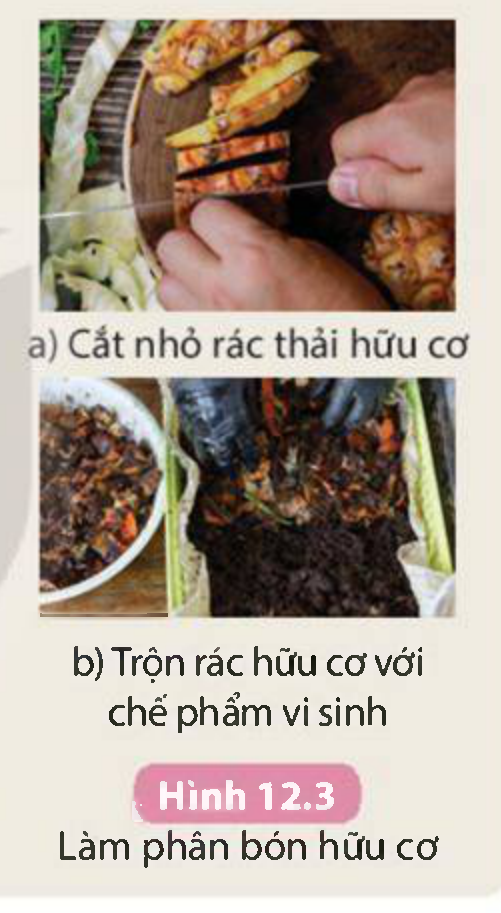 a) Cắt nhỏ rác thải hữu cơ
b) Trộn rác hữu cơ với
chế phẩm vi sinh
Hình 12.3
Làm phân bón hữu cơ